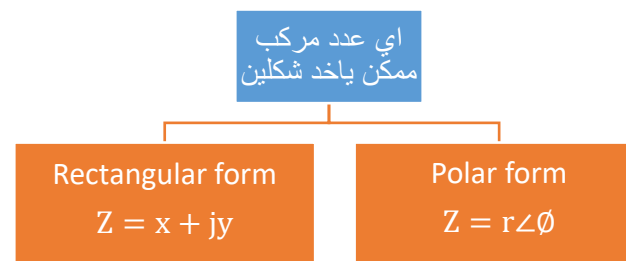 اي عدد مركب
ممكن ياخد شكلين
Rectangular form
Z = x + jy
Polar form
Z = r∠∅